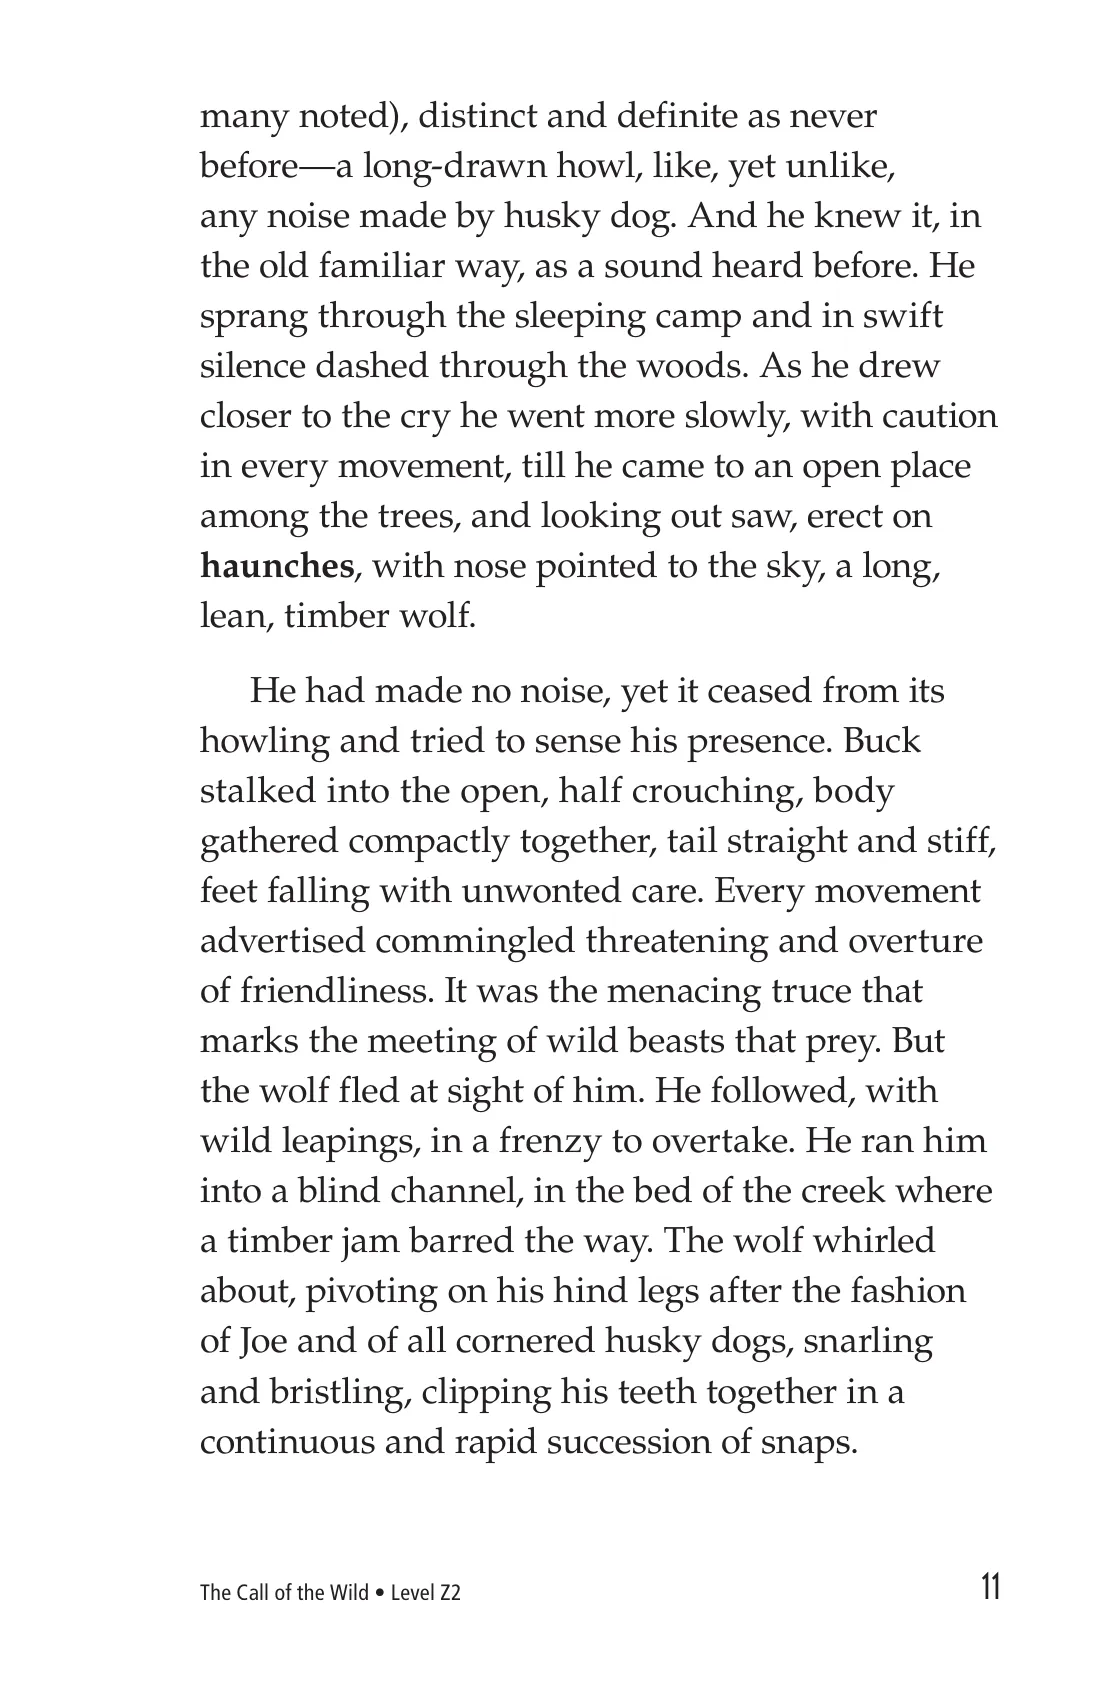 many noted), distinct and definite as never
before—a long-drawn howl, like, yet unlike,
any noise made by husky dog. And he knew it, in
the old familiar way, as a sound heard before. He
sprang through the sleeping camp and in swift
silence dashed through the woods. As he drew
closer to the cry he went more slowly, with caution
in every movement, till he came to an open place
among the trees, and looking out saw, erect on
haunches, with nose pointed to the sky, a long,
lean, timber wolf.
He had made no noise, yet it ceased from its
howling and tried to sense his presence. Buck
stalked into the open, half crouching, body
gathered compactly together, tail straight and stiff,
feet falling with unwonted care. Every movement
advertised commingled threatening and overture
of friendliness. It was the menacing truce that
marks the meeting of wild beasts that prey. But
the wolf fled at sight of him. He followed, with
wild leapings, in a frenzy to overtake. He ran him
into a blind channel, in the bed of the creek where
a timber jam barred the way. The wolf whirled
about, pivoting on his hind legs after the fashion
of Joe and of all cornered husky dogs, snarling
and bristling, clipping his teeth together in a
continuous and rapid succession of snaps.
The Call of the Wild • Level Z2
11